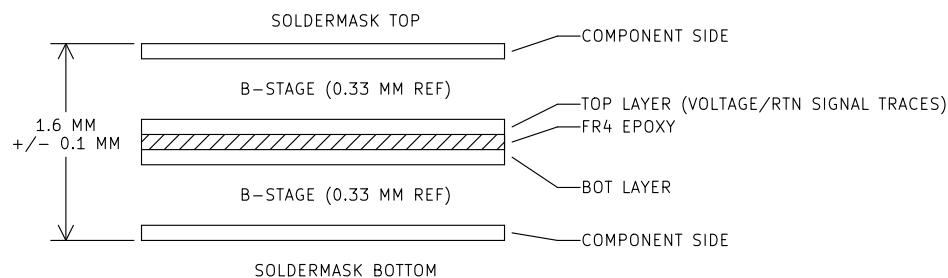 SOLDERMASK TOP
COMPONENT SIDE
B-STAGE (0.33 MM REF)
TOP LAYER (VOLTAGE/RTN SIGNAL TRACES)
1.6 MM
+/- 0.1 MM
FR4 EPOXY
BOT LAYER
B-STAGE (0.33 MM REF)
COMPONENT SIDE
SOLDERMASK BOTTOM